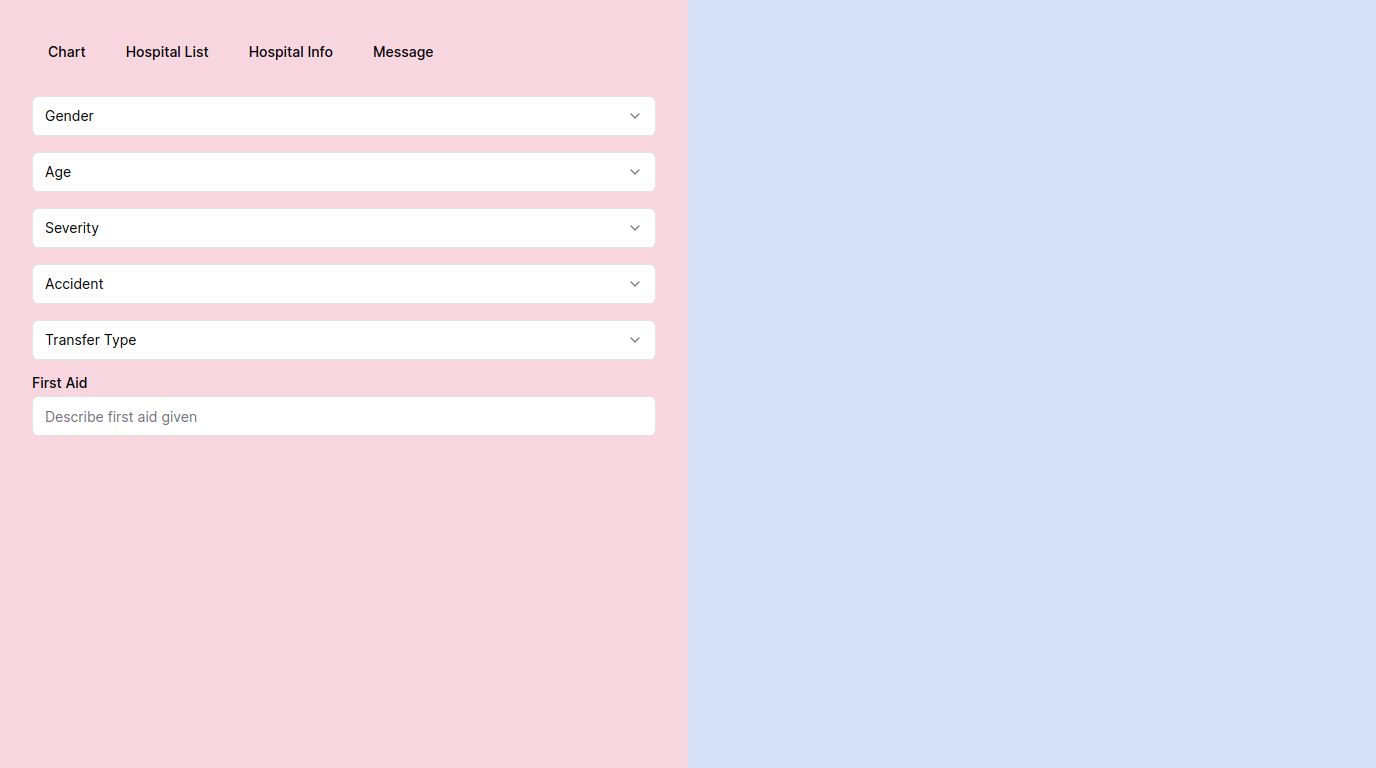 Chart Hospital List Hospital Info Message
Gender
Age
Severity
Accident
Transfer Type
First Aid
Describe first aid given